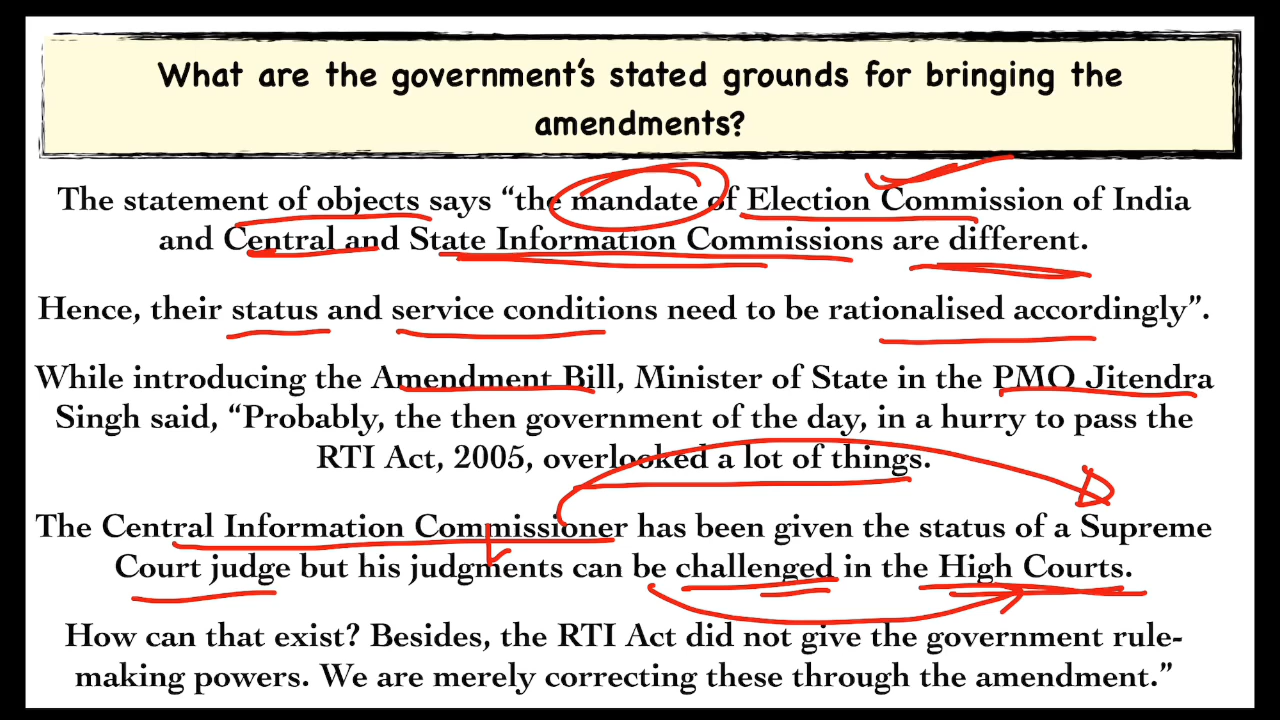 What are the government's stated grounds for bringing the
amendments?
The statement of objects says “the mandate of Election Commission of India
and Central and State Information Commissions are different.
Hence, their status and service conditions need to be rationalised accordingly”.
While introducing the Amendment Bill, Minister of State in the PMO Jitendra
Singh said, “Probably, the then government of the day, in a hurry to pass the
RTI Act, 2005, overlooked a lot of things.
The Central Information Commissioner has been given the status of a Supreme
Court judge but his judgments can be challenged in the High Courts.
How can that exist? Besides, the RTI Act did not give the government rule-
making powers. We are merely correcting these through the amendment.”